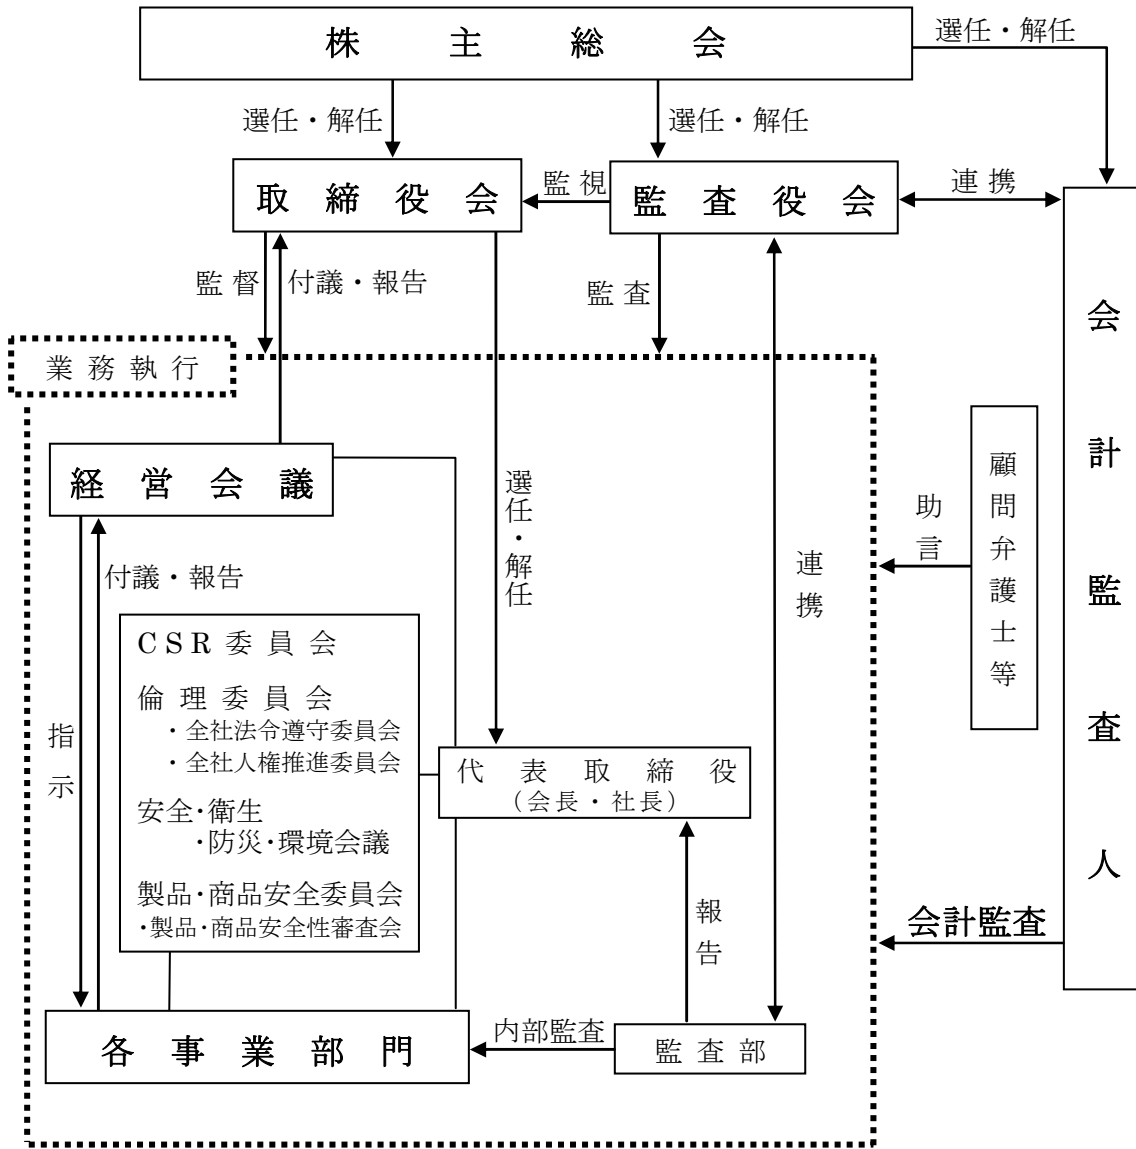 株主総会
選任・解任
選任・解任
選任・解任
取締役会
監視
監査役会
連携
監督
付議・報告
監査
業務執行
会計監査人
経営会議
付議・報告
選任・解任
連携
助言
顧問弁護士等
指示
CSR委員会
倫理委員会
・全社法令遵守委員会
・全社人権推進委員会
安全・衛生
・防災・環境会議
製品・商品安全委員会
・製品・商品安全性審査会
代表取締役
(会長・社長)
報告
会計監査
各事業部門
内部監査
監査部